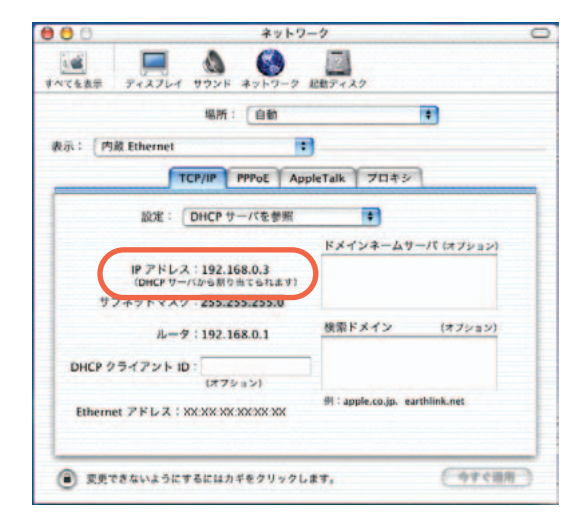 ネットワーク
すべてを表示 ディスプレイ サウンド ネットワーク 起動ディスク
場所： 自動
表示： 内蔵 Ethernet
TCP/IP PPPoE AppleTalk プロキシ
設定： DHCP サーバを参照
ドメインネームサーバ (オプション)
IP アドレス：192.168.0.3
(DHCP サーバから割り当てられます)
サブネットマスク：255.255.255.0
ルータ：192.168.0.1
検索ドメイン (オプション)
DHCP クライアント ID：
(オプション)
例：apple.co.jp、earthlink.net
Ethernet アドレス：XX:XX:XX:XX:XX:XX
変更できないようにするにはカギをクリックします。
今すぐ適用